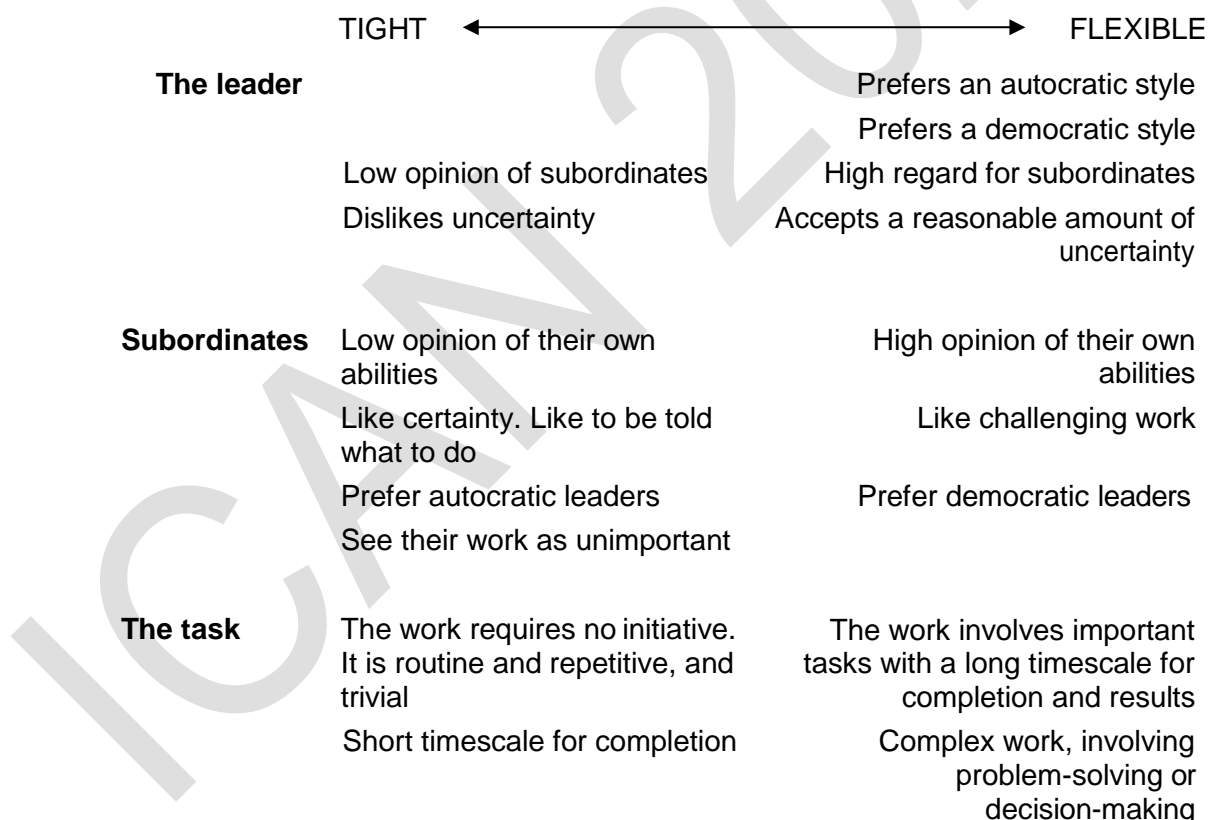 TIGHT FLEXIBLE
The leader Prefers an autocratic style
Prefers a democratic style
Low opinion of subordinates High regard for subordinates
Dislikes uncertainty Accepts a reasonable amount of
uncertainty
Subordinates Low opinion of their own High opinion of their own
abilities abilities
Like certainty. Like to be told Like challenging work
what to do
Prefer autocratic leaders Prefer democratic leaders
See their work as unimportant
The task The work requires no initiative. The work involves important
It is routine and repetitive, and tasks with a long timescale for
trivial completion and results
Short timescale for completion Complex work, involving
problem-solving or
decision-making
ICAN 20